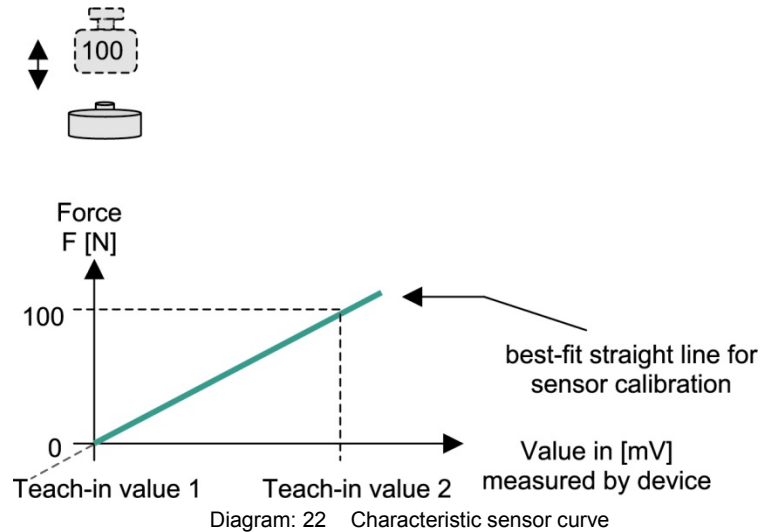 100
Force
F [N]
100
best-fit straight line for
sensor calibration
0
Value in [mV]
measured by device
Teach-in value 1
Teach-in value 2
Diagram: 22 Characteristic sensor curve